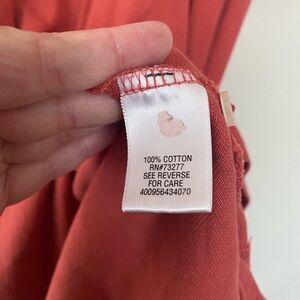 100% COTTON
RN#73277
SEE REVERSE
FOR CARE
400956434070